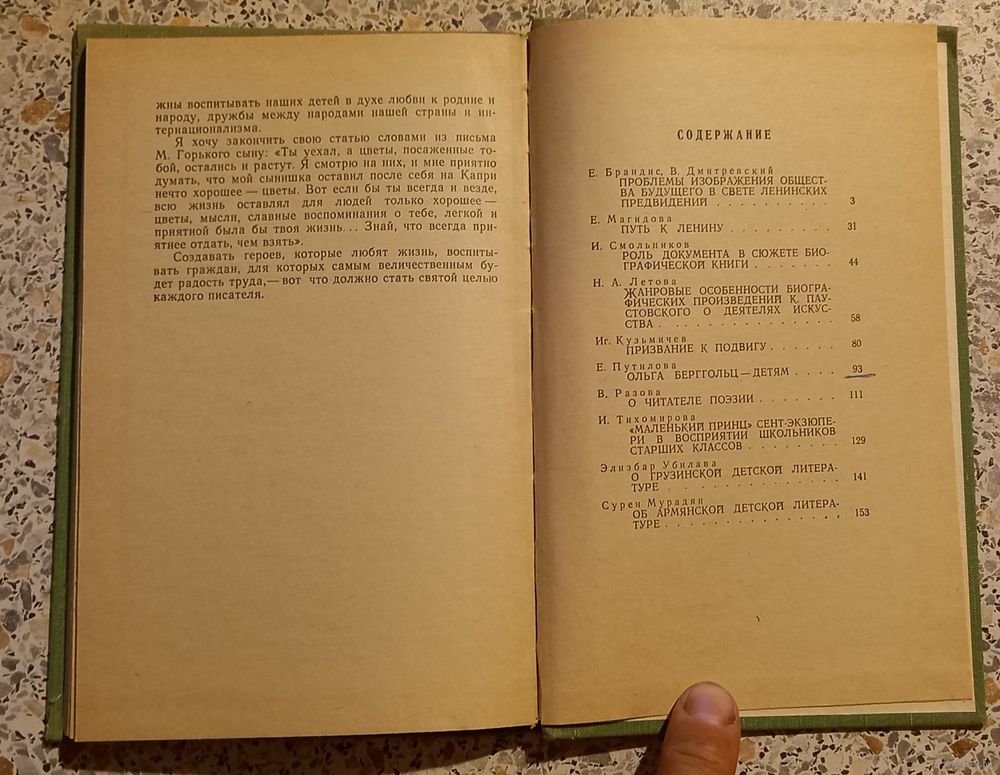 жны воспитывать наших детей в духе любви к родине и
народу, дружбы между народами нашей страны и ин-
тернационализма.
Я хочу закончить свою статью словами из письма
М. Горького сыну: «Ты уехал, а цветы, посаженные то-
бой, остались и растут. Я смотрю на них, и мне приятно
думать, что мой сынишка оставил после себя на Капри
нечто хорошее — цветы. Вот если бы ты всегда и везде,
всю жизнь оставлял для людей только хорошее —
цветы, мысли, славные воспоминания о тебе, легкой и
приятной была бы твоя жизнь... Знай, что всегда при-
ятнее отдать, чем взять».
Создавать героев, которые любят жизнь, воспиты-
вать граждан, для которых самым величественным бу-
дет радость труда,— вот что должно стать святой целью
каждого писателя.
СОДЕРЖАНИЕ
Е. Брандис, В. Дмитревский
ПРОБЛЕМЫ ИЗОБРАЖЕНИЯ ОБЩЕСТ-
ВА БУДУЩЕГО В СВЕТЕ ЛЕНИНСКИХ
ПРЕДВИДЕНИЙ . . . . . . . . . . 3
Е. Магидова
ПУТЬ К ЛЕНИНУ . . . . . . . . . 31
И. Смольников
РОЛЬ ДОКУМЕНТА В СЮЖЕТЕ БИО-
ГРАФИЧЕСКОЙ КНИГИ . . . . . . . 44
Н. А. Летова
ЖАНРОВЫЕ ОСОБЕННОСТИ БИОГРА-
ФИЧЕСКИХ ПРОИЗВЕДЕНИЙ К. ПАУ-
СТОВСКОГО О ДЕЯТЕЛЯХ ИСКУС-
СТВА . . . . . . . . . . . . . . 58
Иг. Кузьмичев
ПРИЗВАНИЕ К ПОДВИГУ . . . . . . 80
Е. Путилова
ОЛЬГА БЕРГГОЛЬЦ — ДЕТЯМ . . . . 93
В. Разова
О ЧИТАТЕЛЕ ПОЭЗИИ . . . . . . . 111
И. Тихомирова
«МАЛЕНЬКИЙ ПРИНЦ» СЕНТ-ЭКЗЮПЕ-
РИ В ВОСПРИЯТИИ ШКОЛЬНИКОВ
СТАРШИХ КЛАССОВ . . . . . . . . 129
Элизбар Убилава
О ГРУЗИНСКОЙ ДЕТСКОЙ ЛИТЕРА-
ТУРЕ . . . . . . . . . . . . . . 141
Сурен Мурадян
ОБ АРМЯНСКОЙ ДЕТСКОЙ ЛИТЕРА-
ТУРЕ . . . . . . . . . . . . . . 153